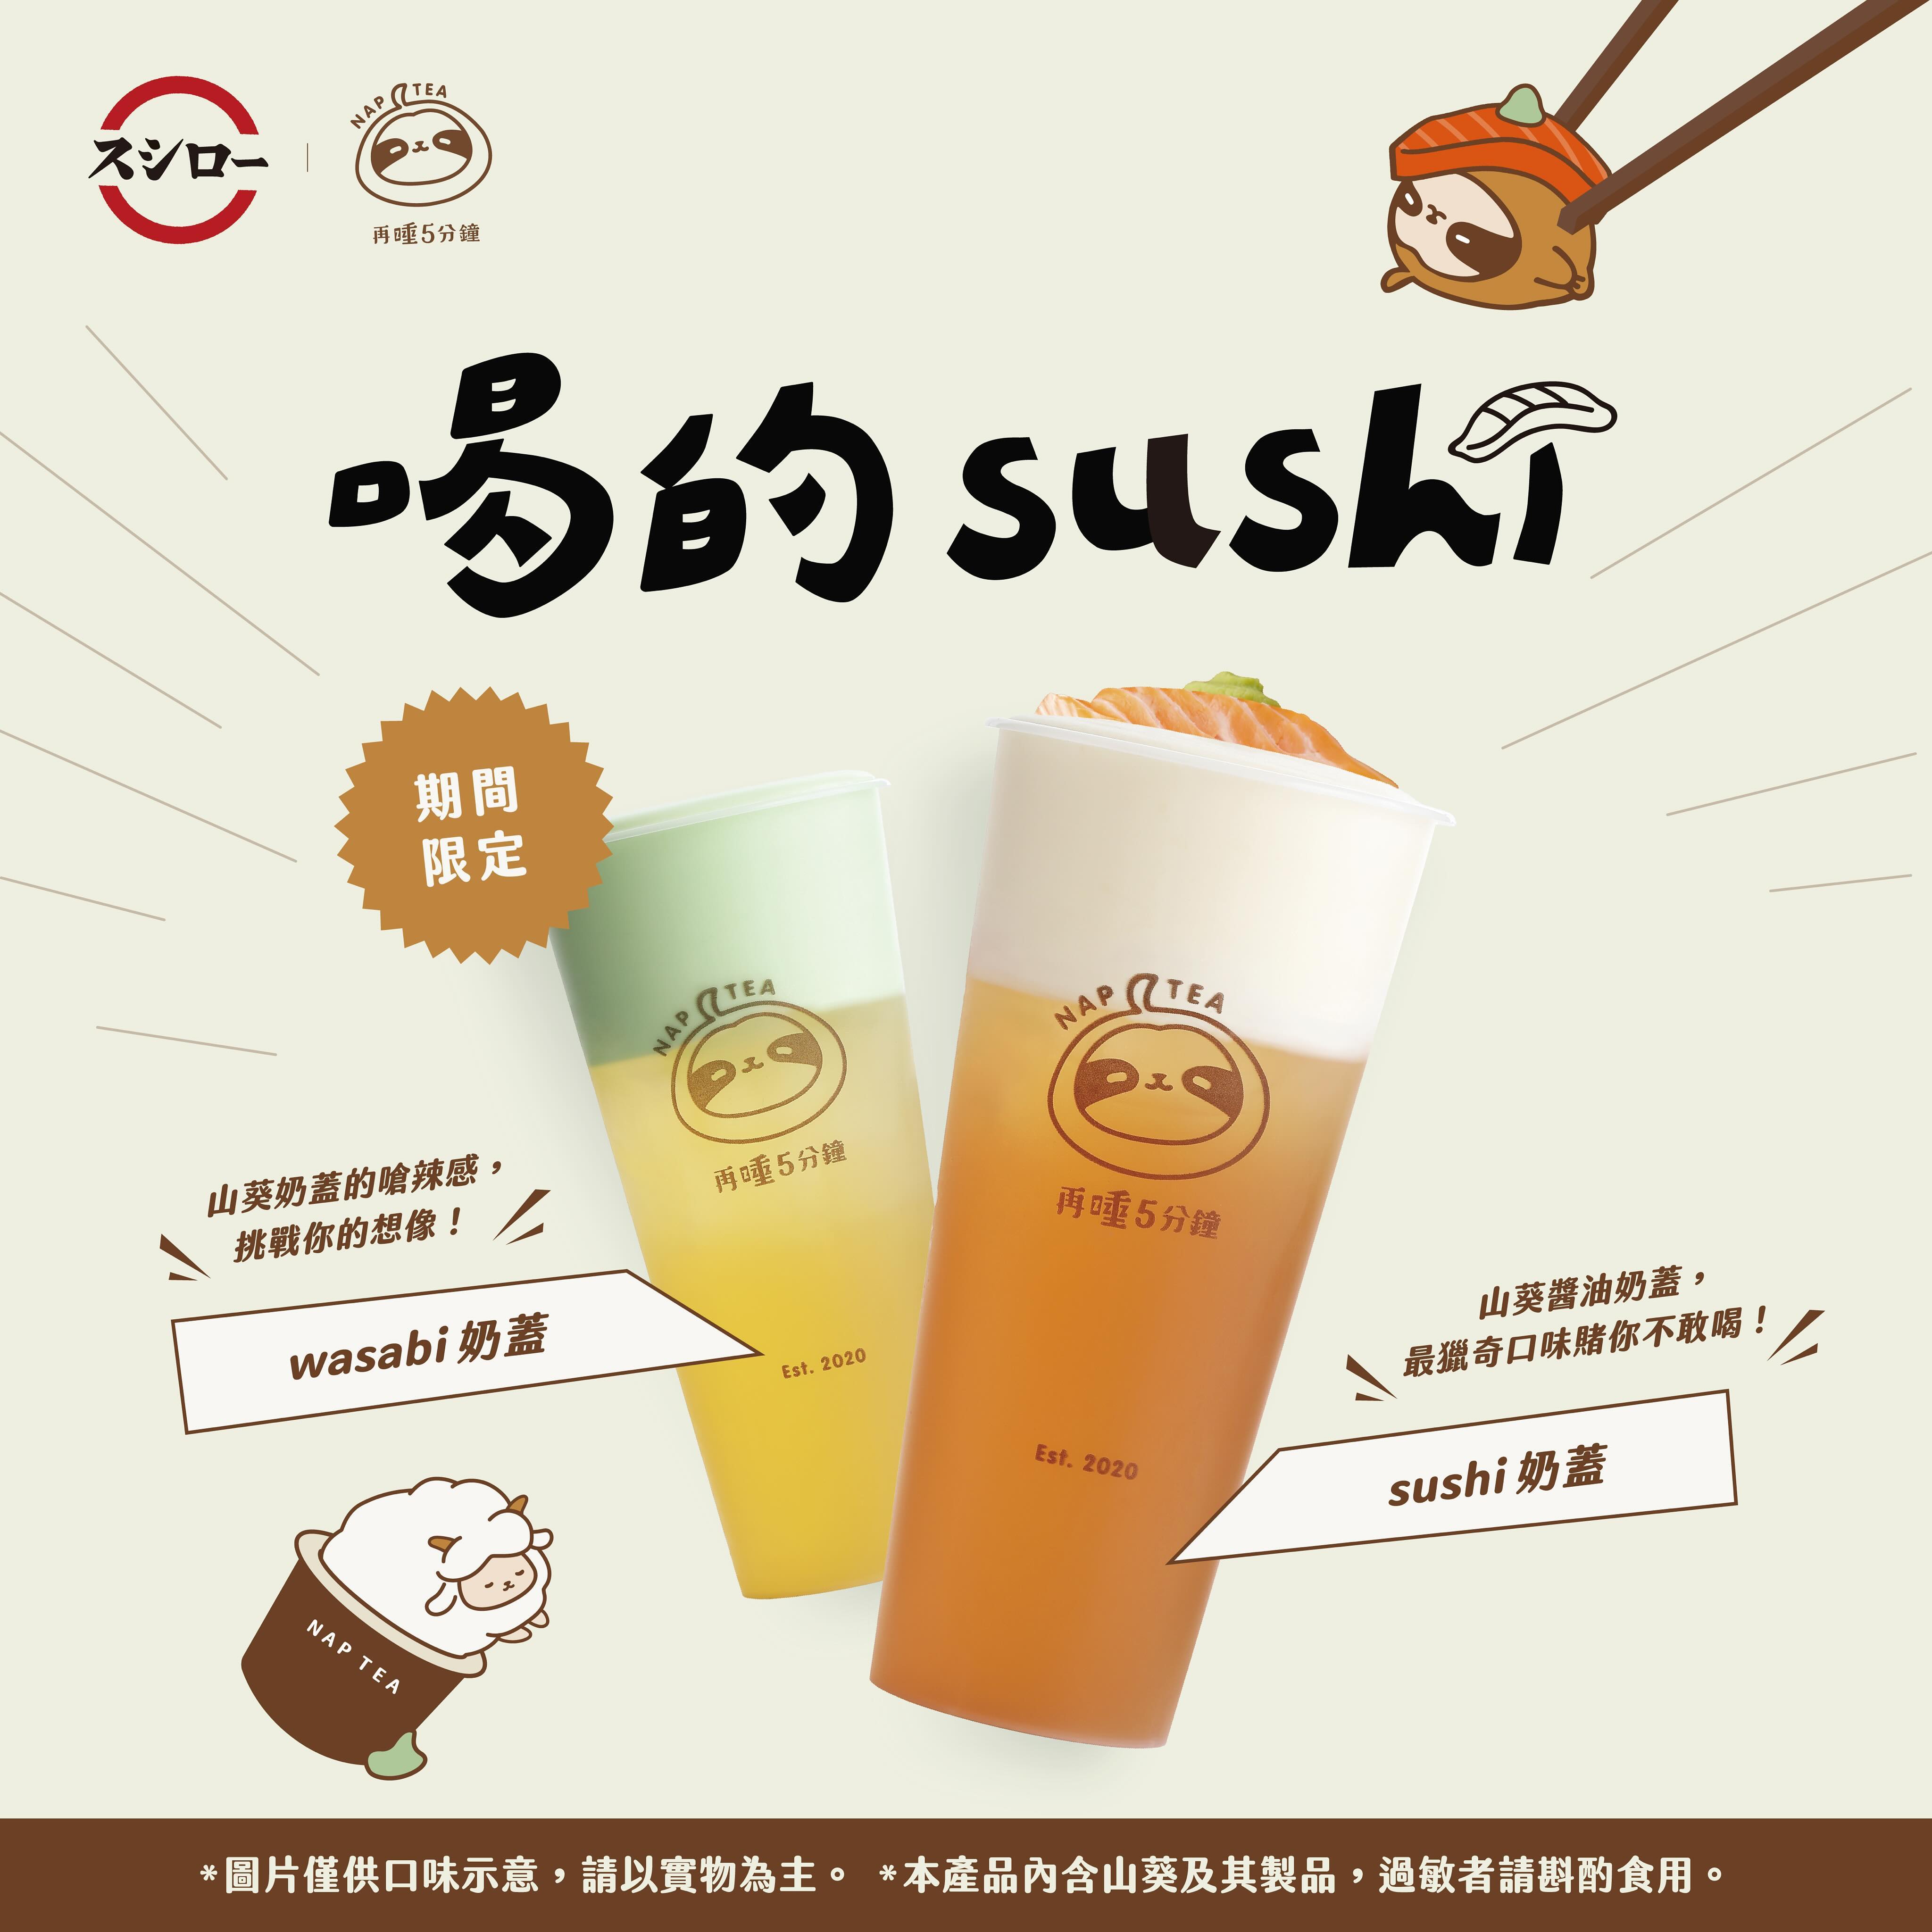 スシロー
NAP TEA
再睡5分鐘
喝的sushi
期間
限定
NAP TEA
再睡5分鐘
Est. 2020
NAP TEA
再睡5分鐘
Est. 2020
山葵奶蓋的嗆辣感，
挑戰你的想像！
wasabi 奶蓋
山葵醬油奶蓋，
最獵奇口味賭你不敢喝！
sushi 奶蓋
NAP TEA
*圖片僅供口味示意，請以實物為主。 *本產品內含山葵及其製品，過敏者請斟酌食用。